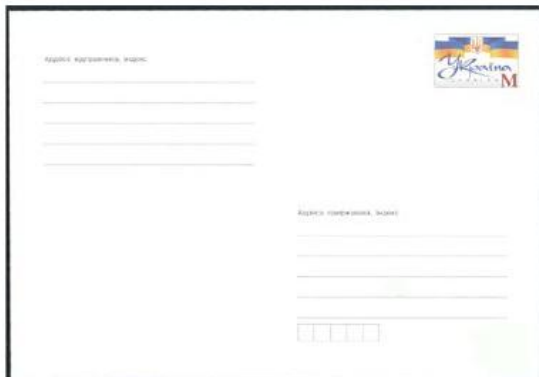 Адреса відправника, індекс
Україна
М
Адреса одержувача, індекс